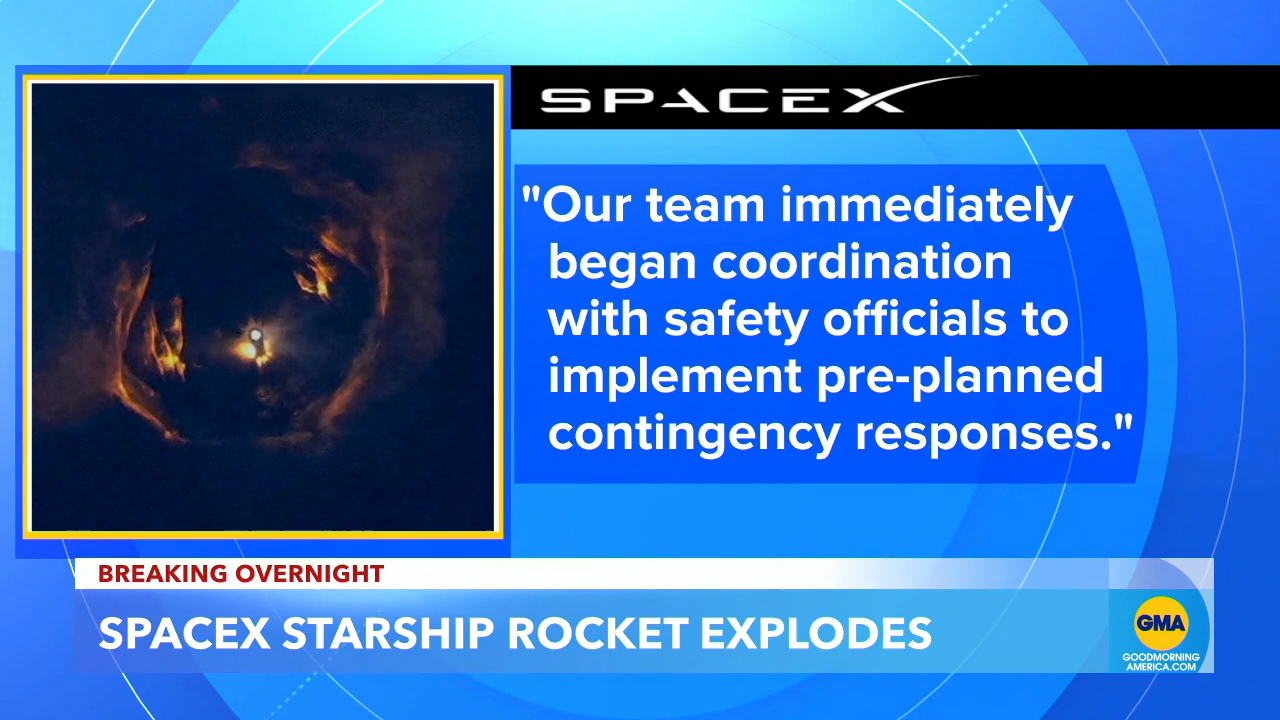 SPACEX
"Our team immediately
began coordination
with safety officials to
implement pre-planned
contingency responses."
BREAKING OVERNIGHT
SPACEX STARSHIP ROCKET EXPLODES
GMA
GOODMORNING
AMERICA.COM